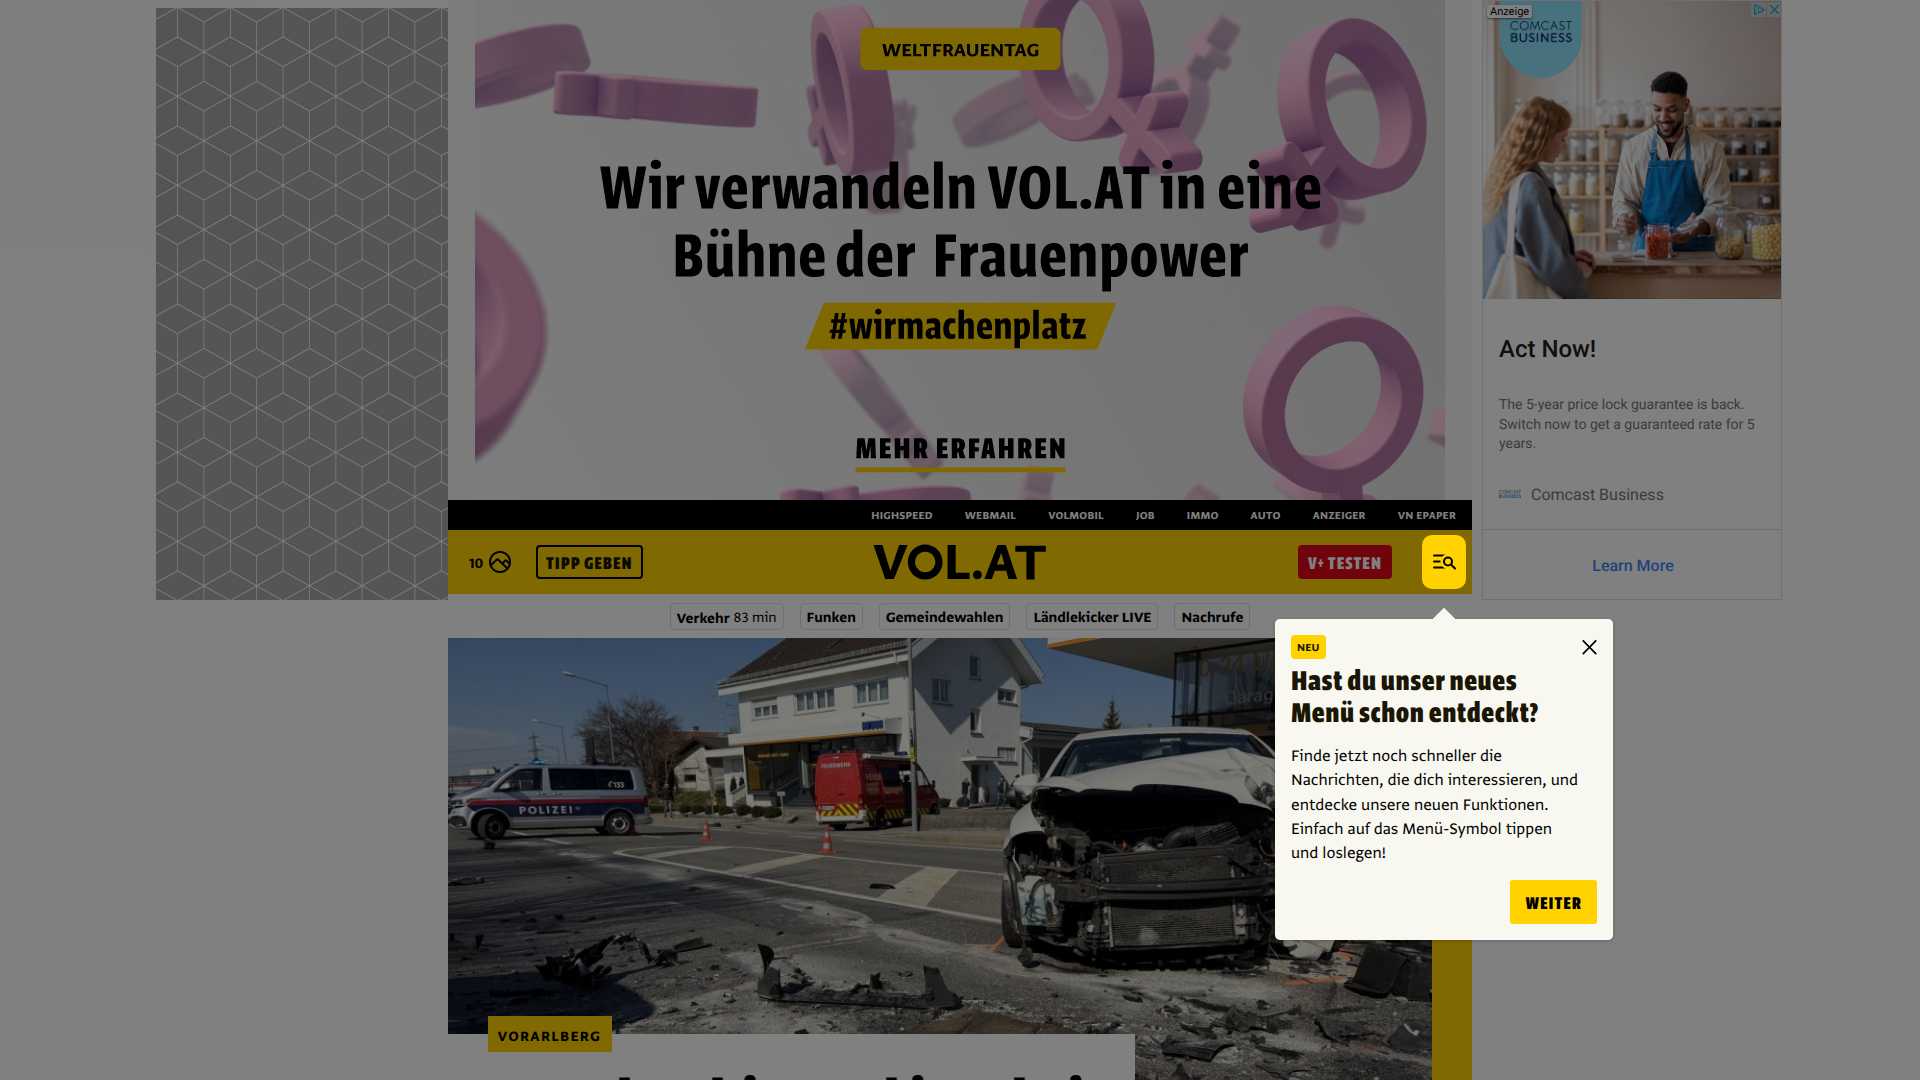 WELTFRAUENTAG
Wir verwandeln VOL.AT in eine
Bühne der Frauenpower
#wirmachenplatz
MEHR ERFAHREN
Anzeige
COMCAST
BUSINESS
Act Now!
The 5-year price lock guarantee is back.
Switch now to get a guaranteed rate for 5
years.
Comcast Business
Learn More
HIGHSPEED WEBMAIL VOLMOBIL JOB IMMO AUTO ANZEIGER VN EPAPER
10 TIPP GEBEN VOL.AT V+ TESTEN
Verkehr 83 min Funken Gemeindewahlen Ländlekicker LIVE Nachrufe
NEU
Hast du unser neues
Menü schon entdeckt?
Finde jetzt noch schneller die
Nachrichten, die dich interessieren, und
entdecke unsere neuen Funktionen.
Einfach auf das Menü-Symbol tippen
und loslegen!
WEITER
POLIZEI
133
FEUERWEHR
VORARLBERG